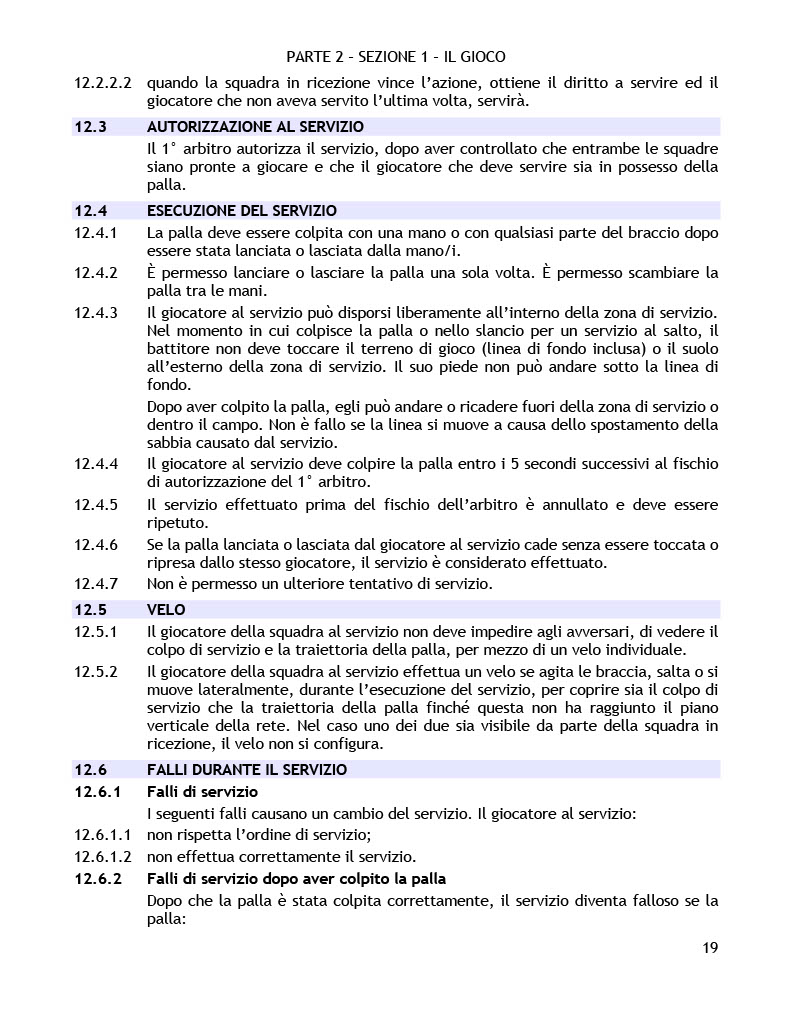 PARTE 2 – SEZIONE 1 – IL GIOCO
12.2.2.2 quando la squadra in ricezione vince l’azione, ottiene il diritto a servire ed il
giocatore che non aveva servito l’ultima volta, servirà.
12.3 AUTORIZZAZIONE AL SERVIZIO
Il 1° arbitro autorizza il servizio, dopo aver controllato che entrambe le squadre
siano pronte a giocare e che il giocatore che deve servire sia in possesso della
palla.
12.4 ESECUZIONE DEL SERVIZIO
12.4.1 La palla deve essere colpita con una mano o con qualsiasi parte del braccio dopo
essere stata lanciata o lasciata dalla mano/i.
12.4.2 È permesso lanciare o lasciare la palla una sola volta. È permesso scambiare la
palla tra le mani.
12.4.3 Il giocatore al servizio può disporsi liberamente all’interno della zona di servizio.
Nel momento in cui colpisce la palla o nello slancio per un servizio al salto, il
battitore non deve toccare il terreno di gioco (linea di fondo inclusa) o il suolo
all’esterno della zona di servizio. Il suo piede non può andare sotto la linea di
fondo.
Dopo aver colpito la palla, egli può andare o ricadere fuori della zona di servizio o
dentro il campo. Non è fallo se la linea si muove a causa dello spostamento della
sabbia causato dal servizio.
12.4.4 Il giocatore al servizio deve colpire la palla entro i 5 secondi successivi al fischio
di autorizzazione del 1° arbitro.
12.4.5 Il servizio effettuato prima del fischio dell’arbitro è annullato e deve essere
ripetuto.
12.4.6 Se la palla lanciata o lasciata dal giocatore al servizio cade senza essere toccata o
ripresa dallo stesso giocatore, il servizio è considerato effettuato.
12.4.7 Non è permesso un ulteriore tentativo di servizio.
12.5 VELO
12.5.1 Il giocatore della squadra al servizio non deve impedire agli avversari, di vedere il
colpo di servizio e la traiettoria della palla, per mezzo di un velo individuale.
12.5.2 Il giocatore della squadra al servizio effettua un velo se agita le braccia, salta o si
muove lateralmente, durante l’esecuzione del servizio, per coprire sia il colpo di
servizio che la traiettoria della palla finché questa non ha raggiunto il piano
verticale della rete. Nel caso uno dei due sia visibile da parte della squadra in
ricezione, il velo non si configura.
12.6 FALLI DURANTE IL SERVIZIO
12.6.1 Falli di servizio
I seguenti falli causano un cambio del servizio. Il giocatore al servizio:
12.6.1.1 non rispetta l’ordine di servizio;
12.6.1.2 non effettua correttamente il servizio.
12.6.2 Falli di servizio dopo aver colpito la palla
Dopo che la palla è stata colpita correttamente, il servizio diventa falloso se la
palla:
19